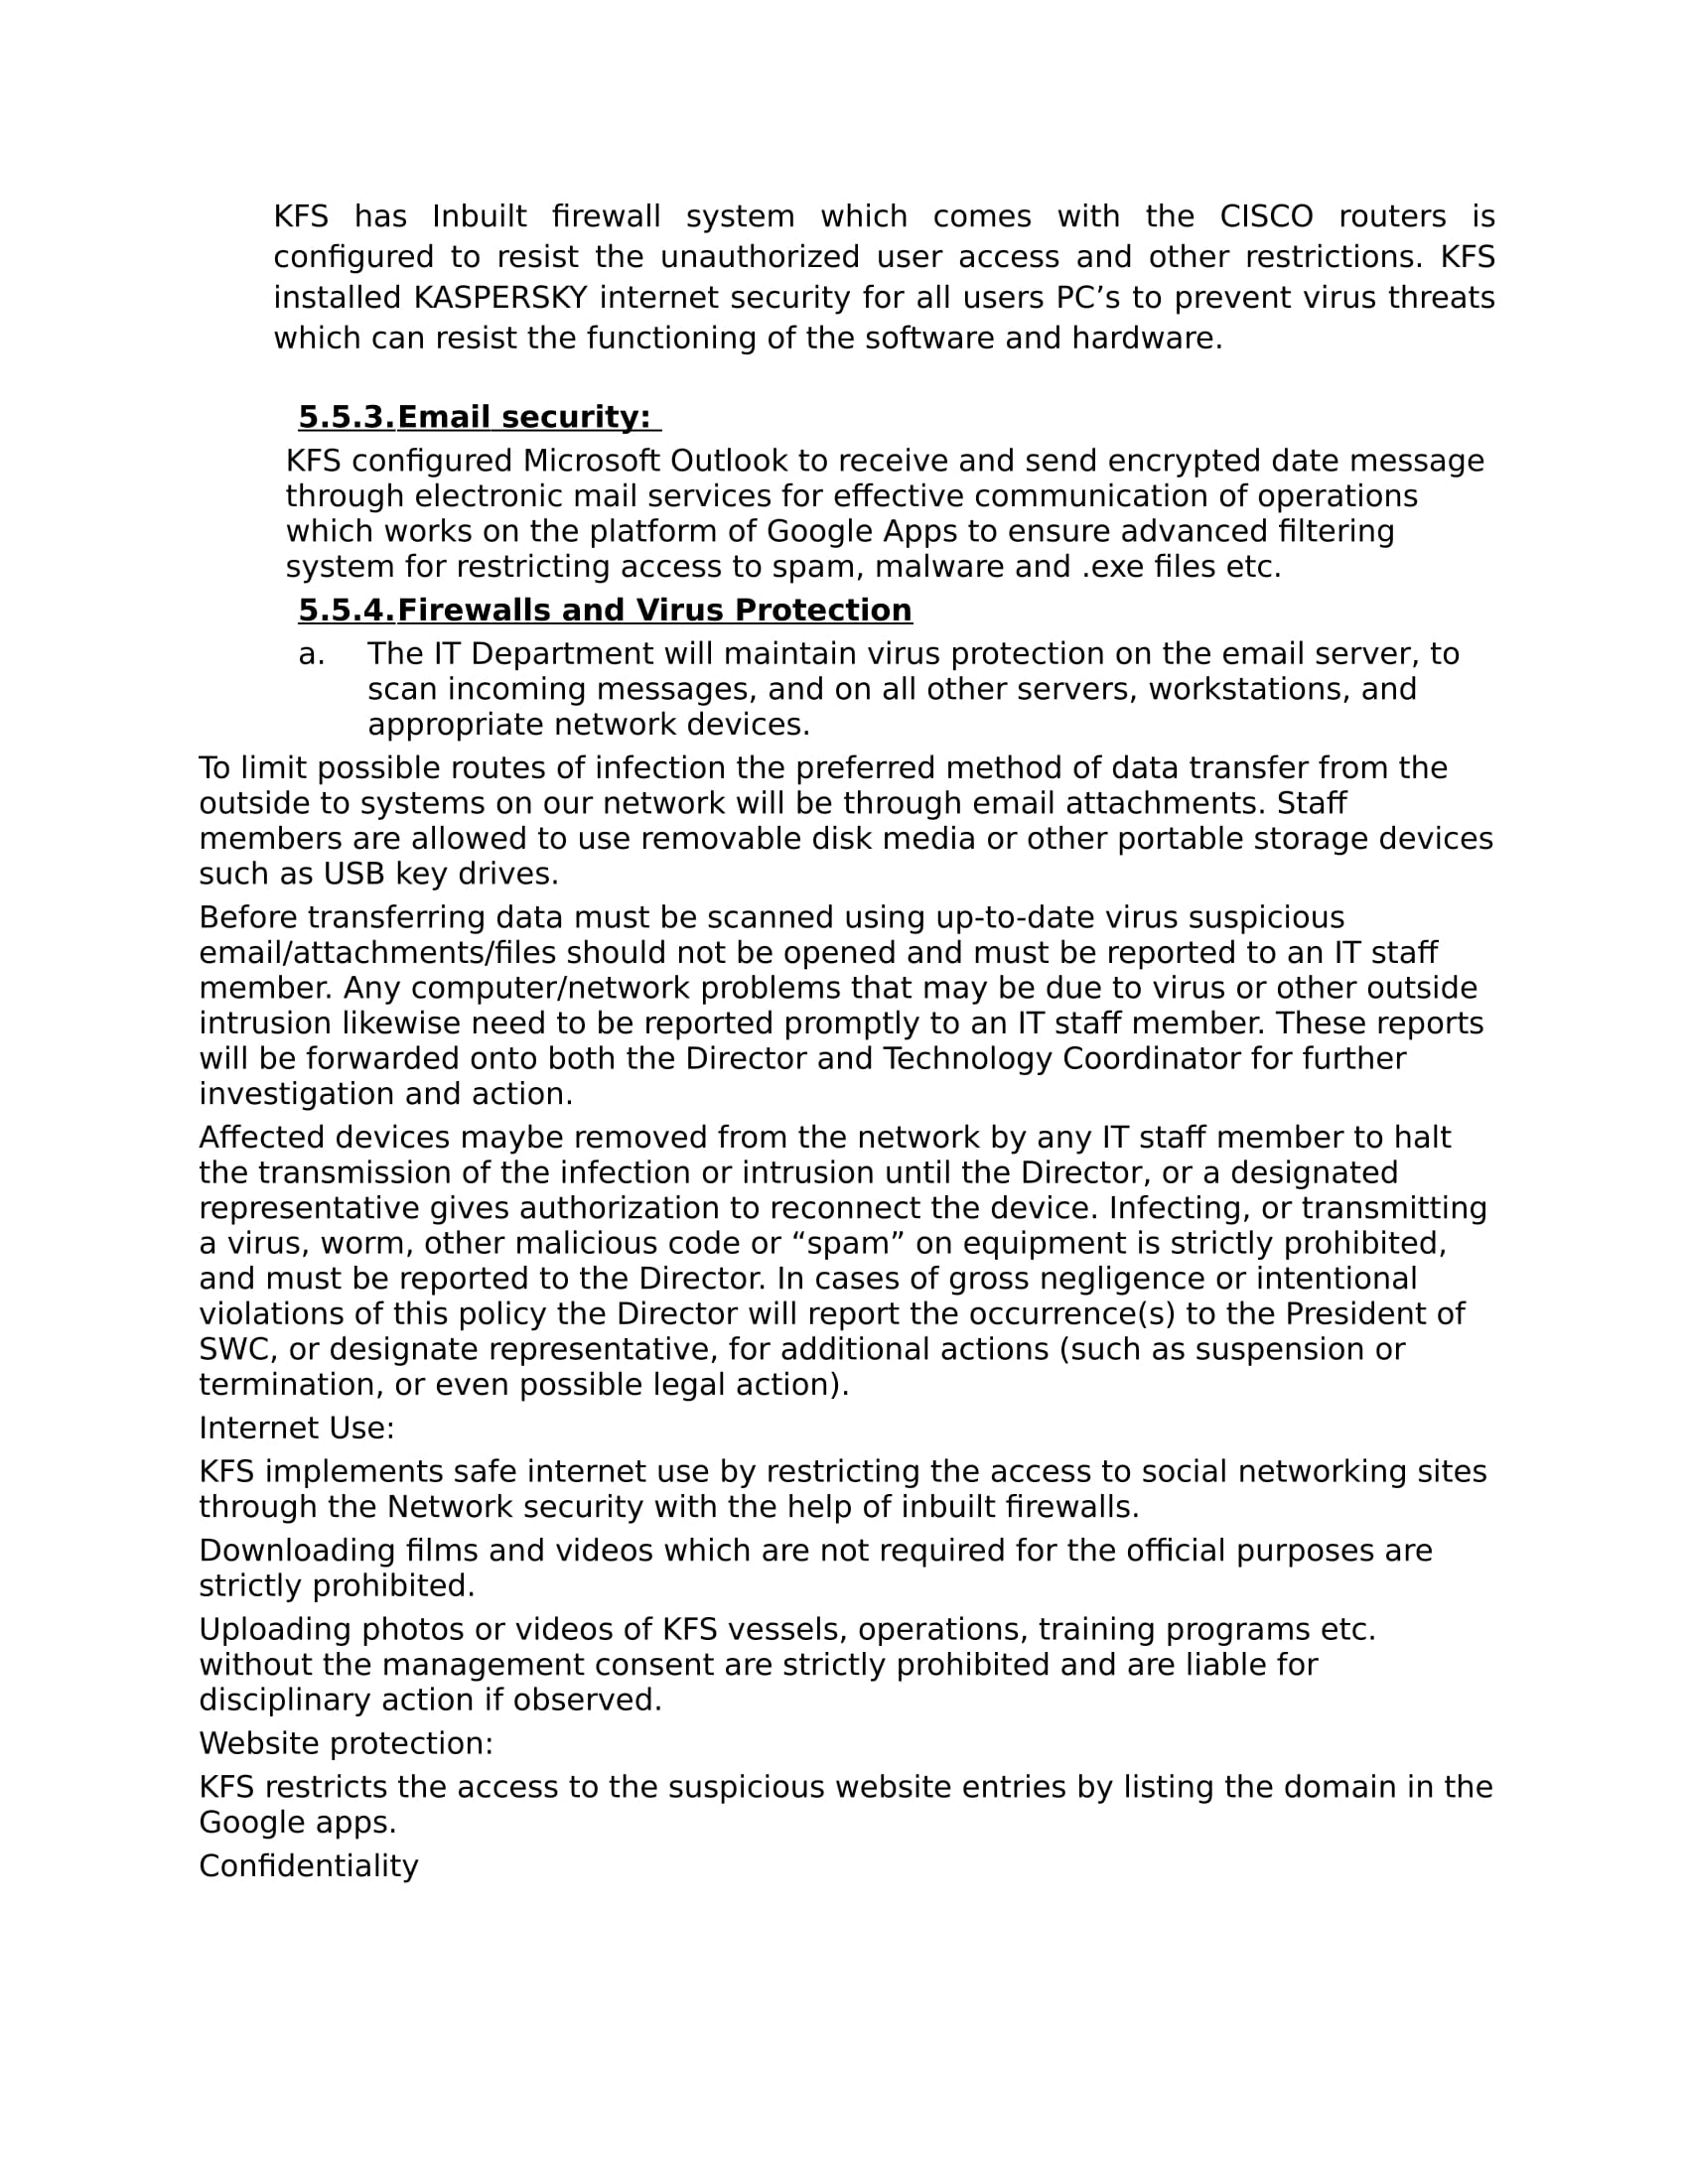 KFS has Inbuilt firewall system which comes with the CISCO routers is
configured to resist the unauthorized user access and other restrictions. KFS
installed KASPERSKY internet security for all users PC’s to prevent virus threats
which can resist the functioning of the software and hardware.
5.5.3.Email security:
KFS configured Microsoft Outlook to receive and send encrypted date message
through electronic mail services for effective communication of operations
which works on the platform of Google Apps to ensure advanced filtering
system for restricting access to spam, malware and .exe files etc.
5.5.4.Firewalls and Virus Protection
a. The IT Department will maintain virus protection on the email server, to
scan incoming messages, and on all other servers, workstations, and
appropriate network devices.
To limit possible routes of infection the preferred method of data transfer from the
outside to systems on our network will be through email attachments. Staff
members are allowed to use removable disk media or other portable storage devices
such as USB key drives.
Before transferring data must be scanned using up-to-date virus suspicious
email/attachments/files should not be opened and must be reported to an IT staff
member. Any computer/network problems that may be due to virus or other outside
intrusion likewise need to be reported promptly to an IT staff member. These reports
will be forwarded onto both the Director and Technology Coordinator for further
investigation and action.
Affected devices maybe removed from the network by any IT staff member to halt
the transmission of the infection or intrusion until the Director, or a designated
representative gives authorization to reconnect the device. Infecting, or transmitting
a virus, worm, other malicious code or “spam” on equipment is strictly prohibited,
and must be reported to the Director. In cases of gross negligence or intentional
violations of this policy the Director will report the occurrence(s) to the President of
SWC, or designate representative, for additional actions (such as suspension or
termination, or even possible legal action).
Internet Use:
KFS implements safe internet use by restricting the access to social networking sites
through the Network security with the help of inbuilt firewalls.
Downloading films and videos which are not required for the official purposes are
strictly prohibited.
Uploading photos or videos of KFS vessels, operations, training programs etc.
without the management consent are strictly prohibited and are liable for
disciplinary action if observed.
Website protection:
KFS restricts the access to the suspicious website entries by listing the domain in the
Google apps.
Confidentiality